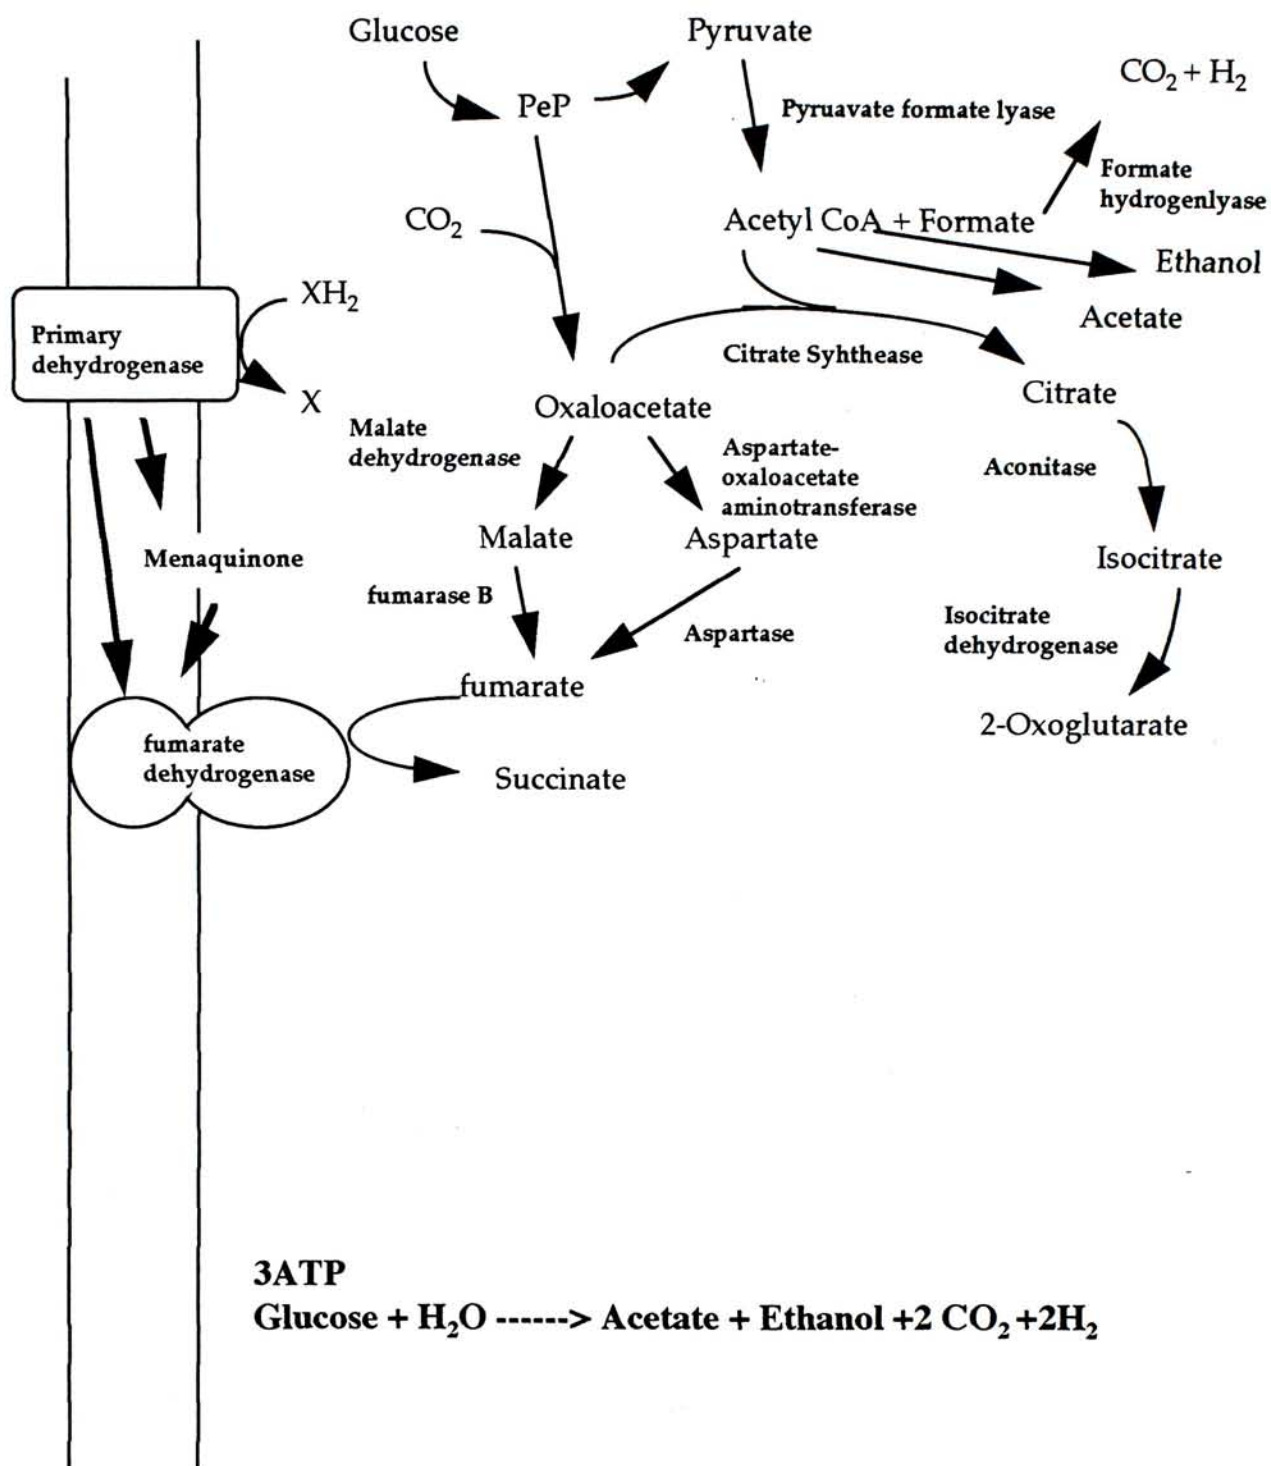 Glucose
Pyruvate
CO₂ + H₂
PeP
Pyruavate formate lyase
Formate
hydrogenlyase
CO₂
Acetyl CoA + Formate
Ethanol
Acetate
XH₂
Primary
dehydrogenase
X
Citrate Syhthease
Citrate
Oxaloacetate
Malate
dehydrogenase
Aspartate-
oxaloacetate
aminotransferase
Aconitase
Malate
Aspartate
Menaquinone
Isocitrate
fumarase B
Aspartase
Isocitrate
dehydrogenase
fumarate
2-Oxoglutarate
fumarate
dehydrogenase
Succinate
3ATP
Glucose + H₂O ------> Acetate + Ethanol +2 CO₂ +2H₂